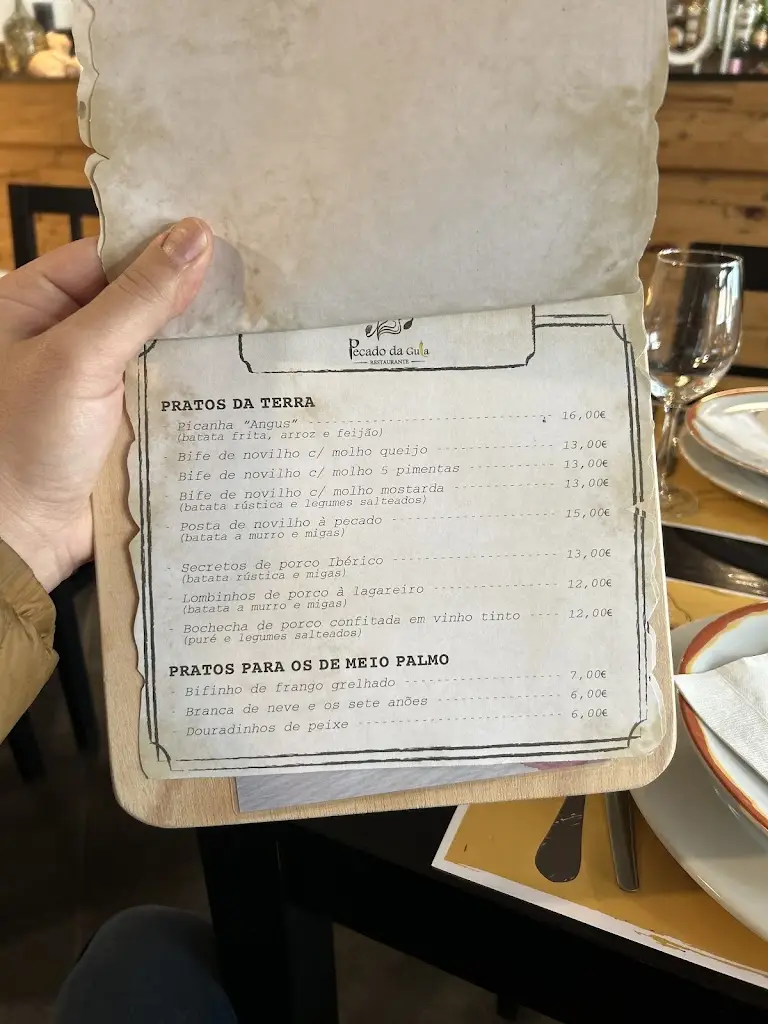 Pecado da Gula
RESTAURANTE
PRATOS DA TERRA
Picanha "Angus" 16,00€
(batata frita, arroz e feijão)
- Bife de novilho c/ molho queijo 13,00€
- Bife de novilho c/ molho 5 pimentas 13,00€
- Bife de novilho c/ molho mostarda 13,00€
(batata rústica e legumes salteados)
- Posta de novilho à pecado 15,00€
(batata a murro e migas)
- Secretos de porco Ibérico 13,00€
(batata rústica e migas)
- Lombinhos de porco à lagareiro 12,00€
(batata a murro e migas)
- Bochecha de porco confitada em vinho tinto 12,00€
(puré e legumes salteados)
PRATOS PARA OS DE MEIO PALMO
- Bifinho de frango grelhado 7,00€
- Branca de neve e os sete anões 6,00€
- Douradinhos de peixe 6,00€